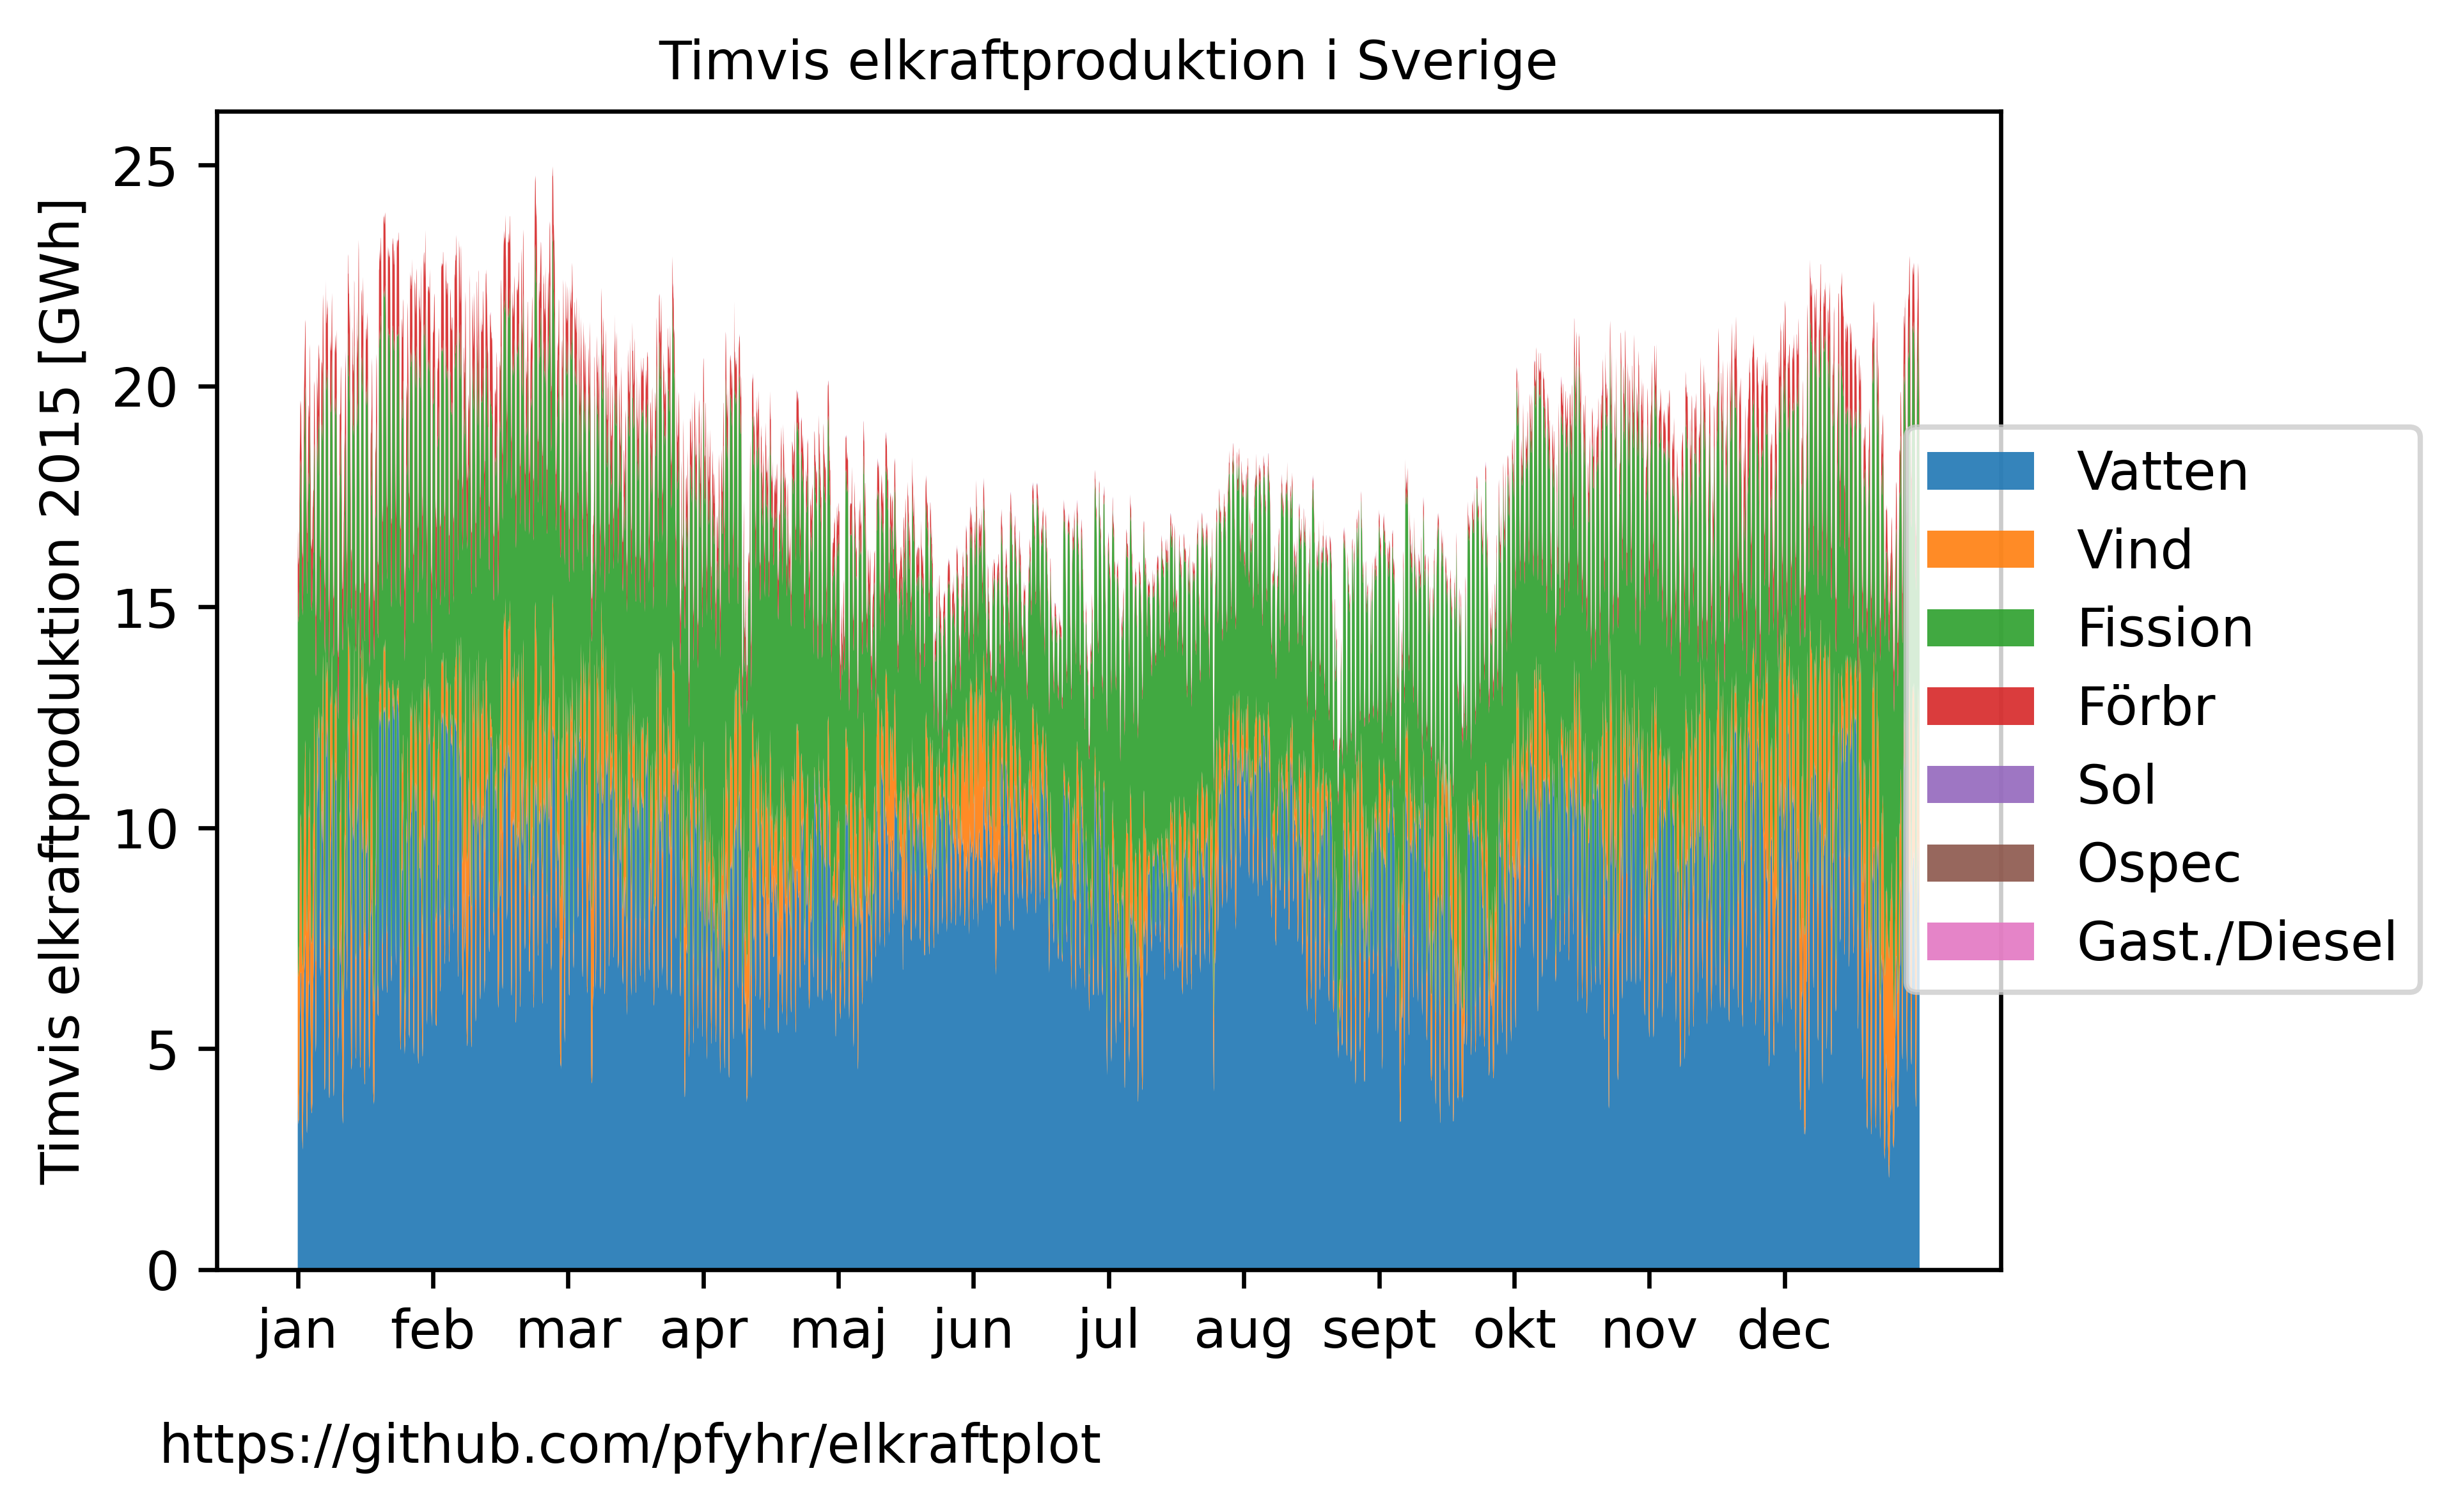 Timvis elkraftproduktion i Sverige
Timvis elkraftproduktion 2015 [GWh]
25
20
15
10
5
0
jan feb mar apr maj jun jul aug sept okt nov dec
Vatten
Vind
Fission
Förbr
Sol
Ospec
Gast./Diesel
https://github.com/pfyhr/elkraftplot